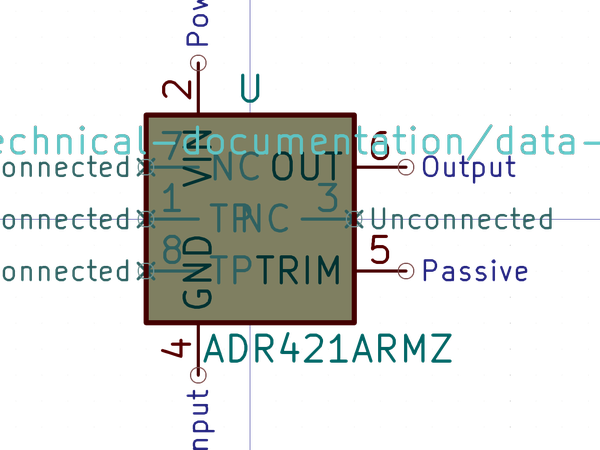 Pow
2
U
echnical-documentation/data-
7
VIN
NC
OUT
6
onnected
Output
1
TP
NC
3
onnected
Unconnected
8
GND
TP
TRIM
5
onnected
Passive
4
ADR421ARMZ
nput